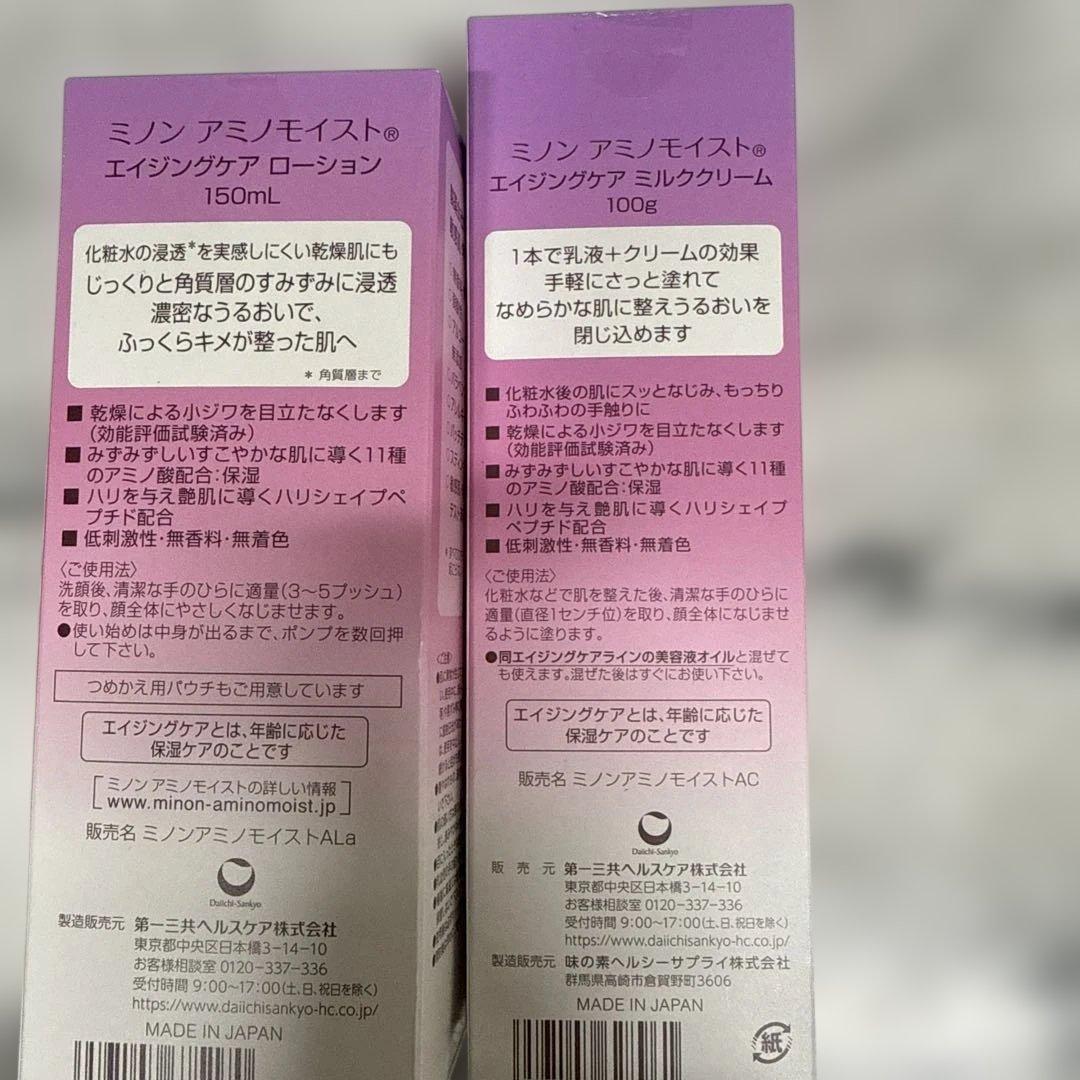 ミノン アミノモイスト®
エイジングケア ローション
150mL
化粧水の浸透*を実感しにくい乾燥肌にも
じっくりと角質層のすみずみに浸透
濃密なうるおいで、
ふっくらキメが整った肌へ
* 角質層まで
■ 乾燥による小ジワを目立たなくします
(効能評価試験済み)
■ みずみずしいすこやかな肌に導く11種
のアミノ酸配合:保湿
■ ハリを与え艶肌に導くハリシェイプペ
プチド配合
■ 低刺激性・無香料・無着色
〈ご使用法〉
洗顔後、清潔な手のひらに適量(3〜5プッシュ)
を取り、顔全体にやさしくなじませます。
●使い始めは中身が出るまで、ポンプを数回押
して下さい。
つめかえ用パウチもご用意しています
エイジングケアとは、年齢に応じた
保湿ケアのことです
ミノン アミノモイストの詳しい情報
www.minon-aminomoist.jp
販売名 ミノンアミノモイストALa
Daiichi-Sankyo
製造販売元 第一三共ヘルスケア株式会社
東京都中央区日本橋3-14-10
お客様相談室 0120-337-336
受付時間 9:00〜17:00(土、日、祝日を除く)
https://www.daiichisankyo-hc.co.jp/
MADE IN JAPAN
ミノン アミノモイスト®
エイジングケア ミルククリーム
100g
1本で乳液+クリームの効果
手軽にさっと塗れて
なめらかな肌に整えうるおいを
閉じ込めます
■ 化粧水後の肌にスッとなじみ、もっちり
ふわふわの手触りに
■ 乾燥による小ジワを目立たなくします
(効能評価試験済み)
■ みずみずしいすこやかな肌に導く11種
のアミノ酸配合:保湿
■ ハリを与え艶肌に導くハリシェイプ
ペプチド配合
■ 低刺激性・無香料・無着色
〈ご使用法〉
化粧水などで肌を整えた後、清潔な手のひらに
適量(直径1センチ位)を取り、顔全体になじませ
るように塗ります。
●同エイジングケアラインの美容液オイルと混ぜて
も使えます。混ぜた後はすぐにお使い下さい。
エイジングケアとは、年齢に応じた
保湿ケアのことです
販売名 ミノンアミノモイストAC
Daiichi-Sankyo
販売元 第一三共ヘルスケア株式会社
東京都中央区日本橋3-14-10
お客様相談室 0120-337-336
受付時間 9:00〜17:00(土、日、祝日を除く)
https://www.daiichisankyo-hc.co.jp/
製造販売元 味の素ヘルシーサプライ株式会社
群馬県高崎市倉賀野町3606
MADE IN JAPAN
紙